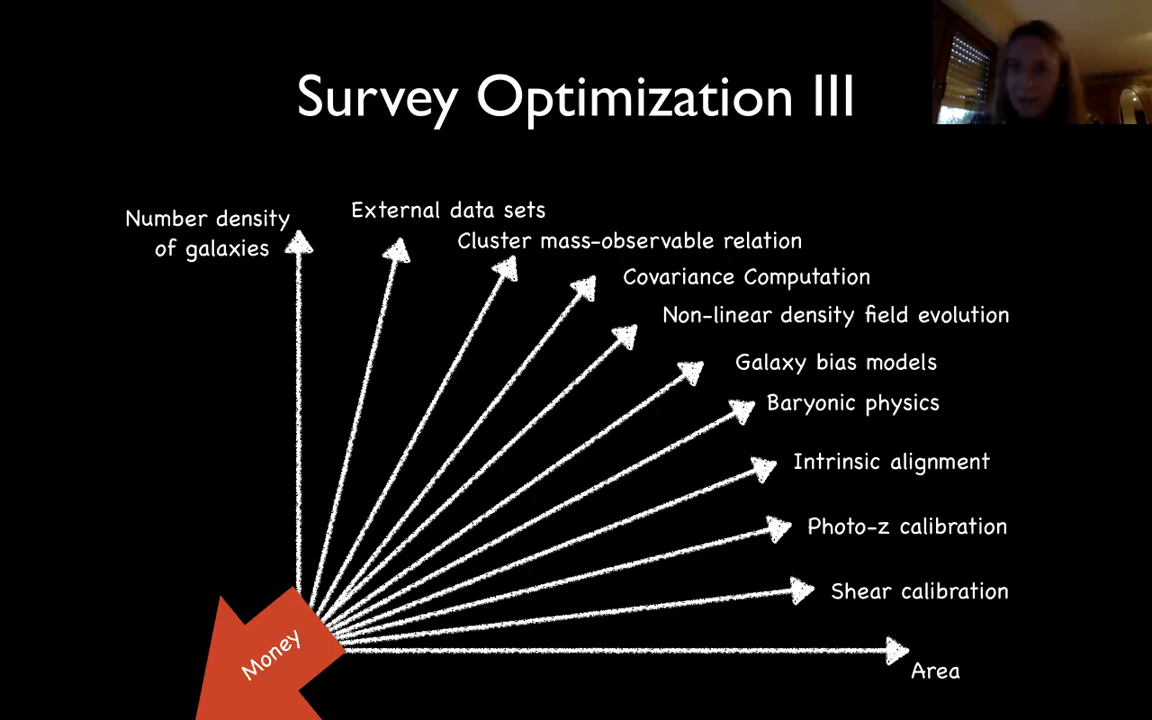 Survey Optimization III
Number density
of galaxies
External data sets
Cluster mass-observable relation
Covariance Computation
Non-linear density field evolution
Galaxy bias models
Baryonic physics
Intrinsic alignment
Photo-z calibration
Shear calibration
Area
Money